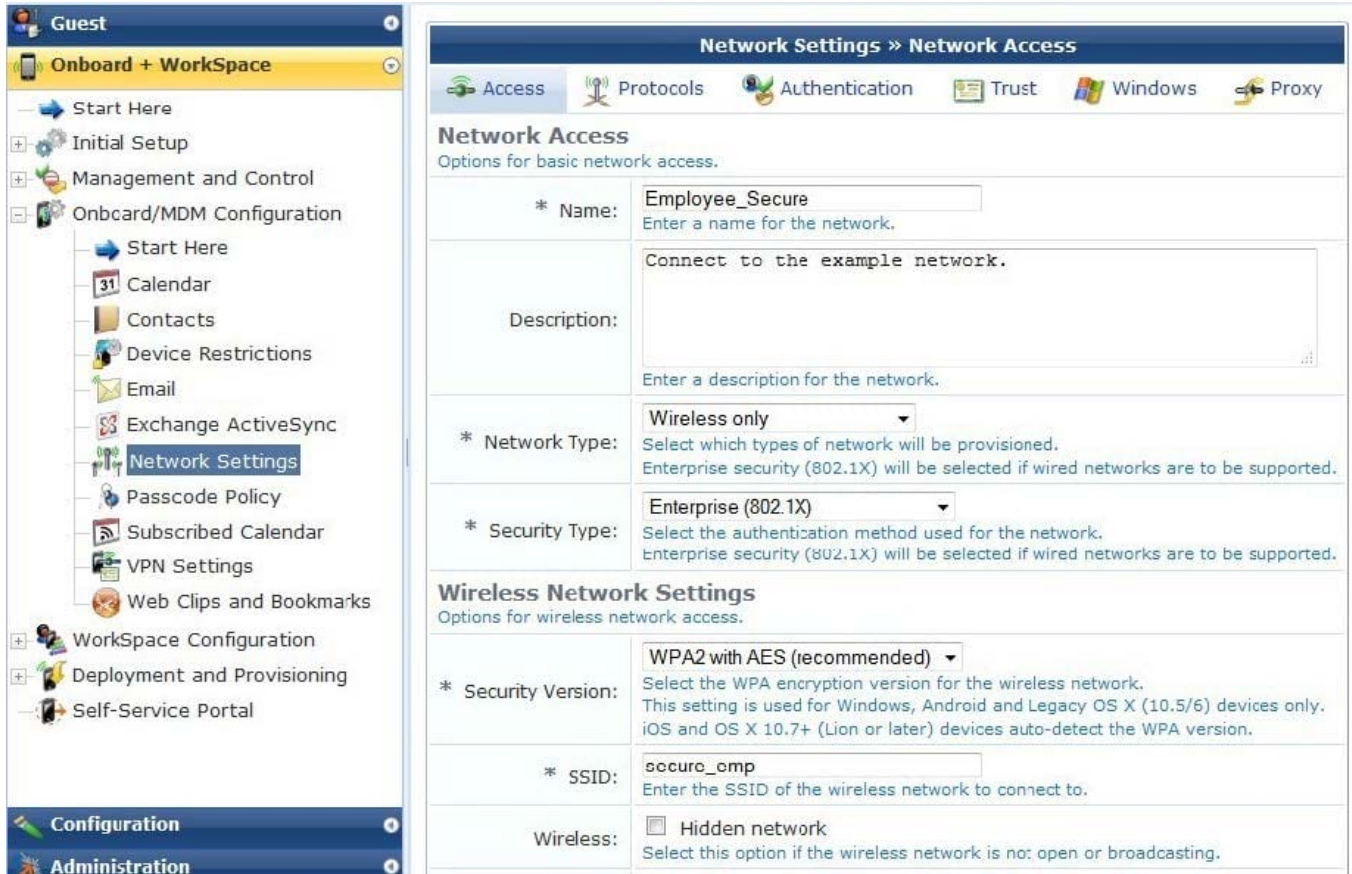 Guest
Onboard + WorkSpace
Start Here
Initial Setup
Management and Control
Onboard/MDM Configuration
Start Here
31 Calendar
Contacts
Device Restrictions
Email
Exchange ActiveSync
Network Settings
Passcode Policy
Subscribed Calendar
VPN Settings
Web Clips and Bookmarks
WorkSpace Configuration
Deployment and Provisioning
Self-Service Portal
Configuration
Administration
Network Settings » Network Access
Access Protocols Authentication Trust Windows Proxy
Network Access
Options for basic network access.
* Name: Employee_Secure
Enter a name for the network.
Description: Connect to the example network.
Enter a description for the network.
* Network Type: Wireless only
Select which types of network will be provisioned.
Enterprise security (802.1X) will be selected if wired networks are to be supported.
* Security Type: Enterprise (802.1X)
Select the authentication method used for the network.
Enterprise security (802.1X) will be selected if wired networks are to be supported.
Wireless Network Settings
Options for wireless network access.
* Security Version: WPA2 with AES (recommended)
Select the WPA encryption version for the wireless network.
This setting is used for Windows, Android and Legacy OS X (10.5/6) devices only.
iOS and OS X 10.7+ (Lion or later) devices auto-detect the WPA version.
* SSID: secure_emp
Enter the SSID of the wireless network to connect to.
Wireless: Hidden network
Select this option if the wireless network is not open or broadcasting.